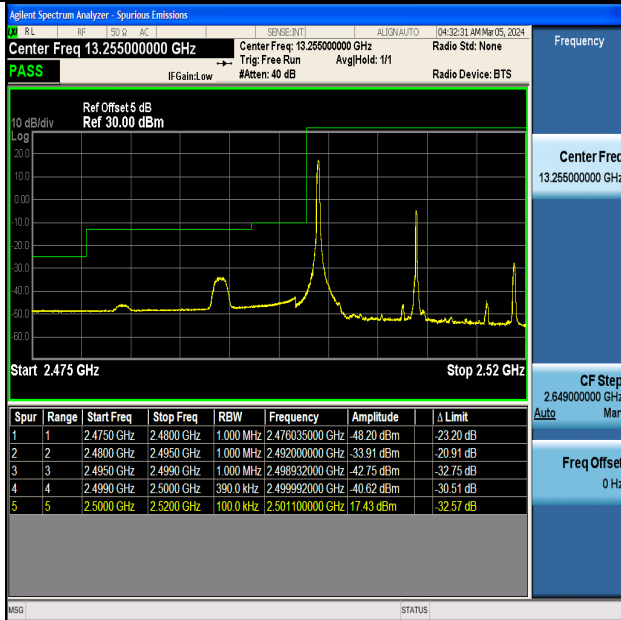 Agilent Spectrum Analyzer - Spurious Emissions
LXI RL RF 50 Ω AC SENSE:INT ALIGN AUTO 04:32:31 AM Mar 05, 2024
Center Freq 13.255000000 GHz
Center Freq: 13.255000000 GHz
Radio Std: None
Trig: Free Run Avg|Hold: 1/1
PASS
IFGain:Low
#Atten: 40 dB
Radio Device: BTS
Ref Offset 5 dB
10 dB/div Ref 30.00 dBm
Log
20.0
10.0
0.00
-10.0
-20.0
-30.0
-40.0
-50.0
-60.0
Start 2.475 GHz Stop 2.52 GHz
Spur Range Start Freq Stop Freq RBW Frequency Amplitude Δ Limit
1 1 2.4750 GHz 2.4800 GHz 1.000 MHz 2.476035000 GHz -48.20 dBm -23.20 dB
2 2 2.4800 GHz 2.4950 GHz 1.000 MHz 2.492000000 GHz -33.91 dBm -20.91 dB
3 3 2.4950 GHz 2.4990 GHz 1.000 MHz 2.498932000 GHz -42.75 dBm -32.75 dB
4 4 2.4990 GHz 2.5000 GHz 390.0 kHz 2.499992000 GHz -40.62 dBm -30.51 dB
5 5 2.5000 GHz 2.5200 GHz 100.0 kHz 2.501100000 GHz 17.43 dBm -32.57 dB
Frequency
Center Freq
13.255000000 GHz
CF Step
2.649000000 GHz
Auto Man
Freq Offset
0 Hz
MSG STATUS